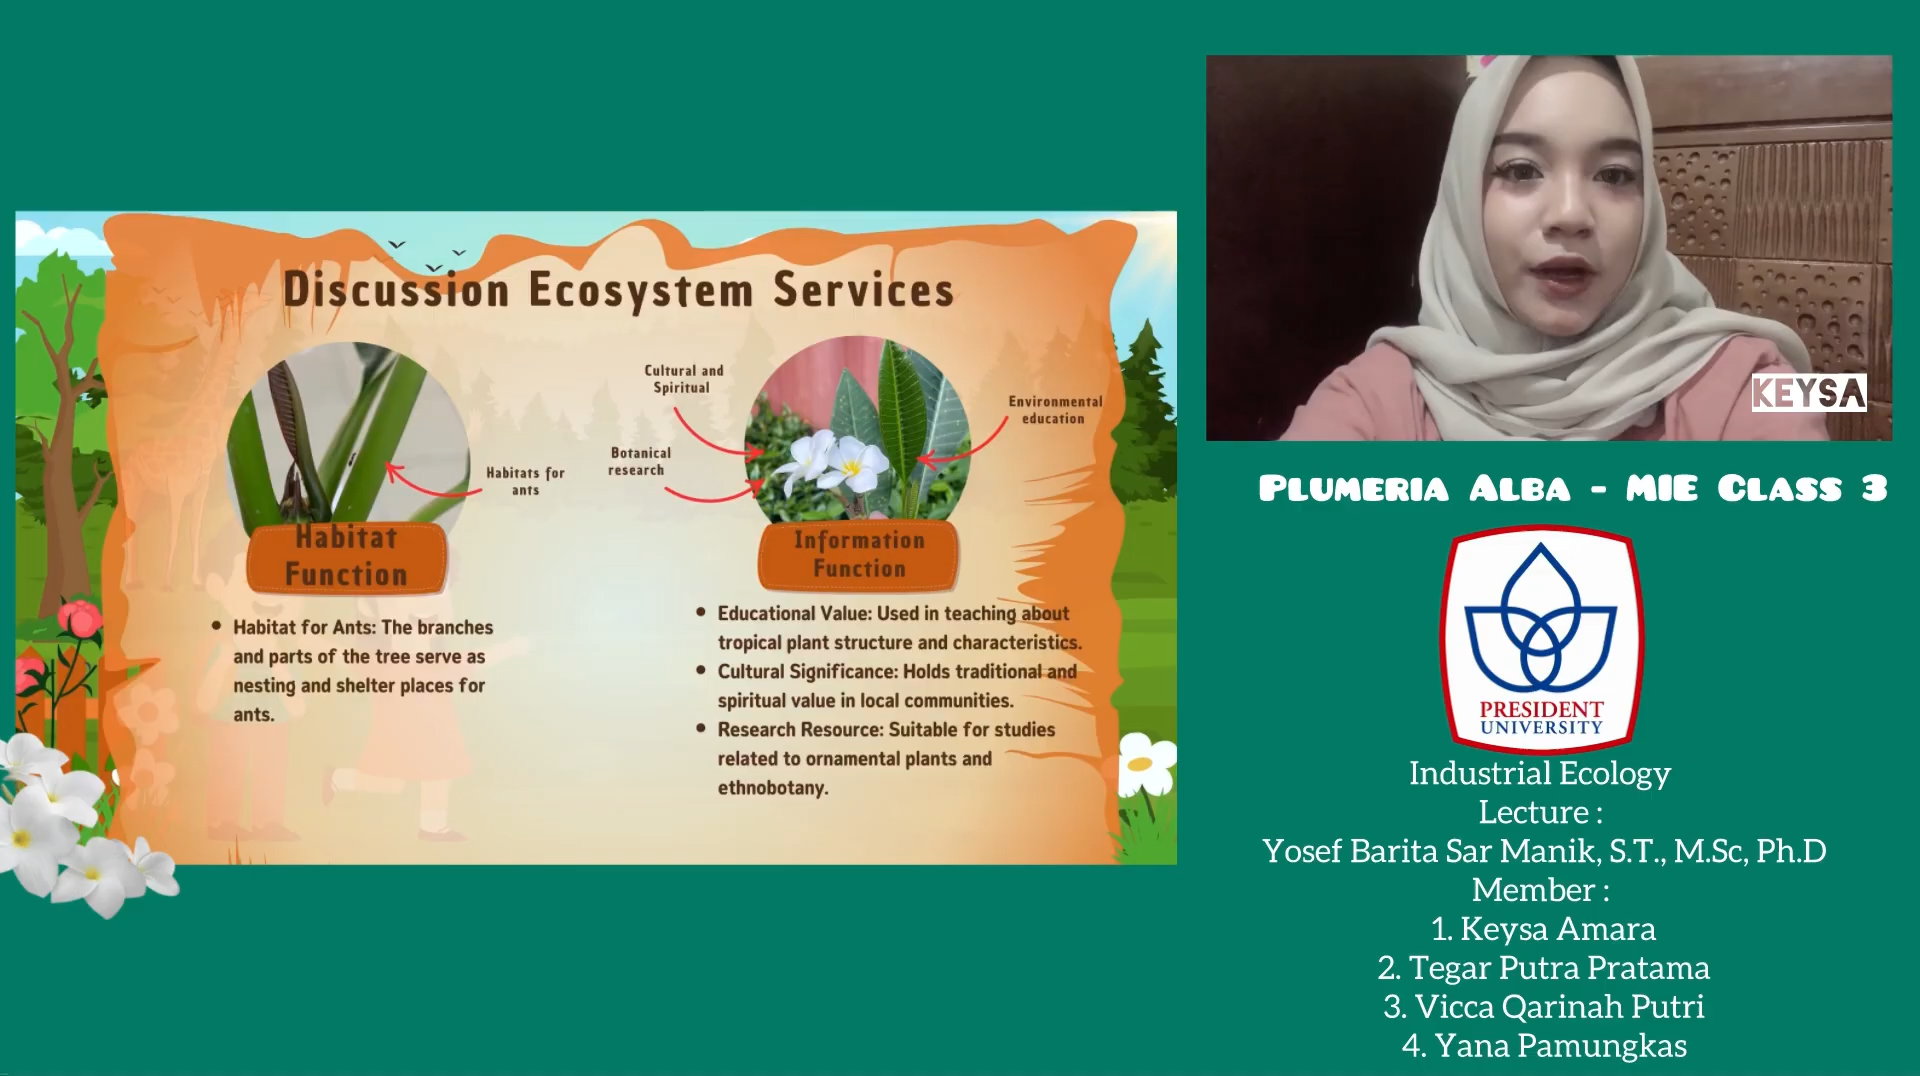 Discussion Ecosystem Services
Habitats for
ants
Habitat
Function
Habitat for Ants: The branches
and parts of the tree serve as
nesting and shelter places for
ants.
Cultural and
Spiritual
Botanical
research
Environmental
education
Information
Function
Educational Value: Used in teaching about
tropical plant structure and characteristics.
Cultural Significance: Holds traditional and
spiritual value in local communities.
Research Resource: Suitable for studies
related to ornamental plants and
ethnobotany.
KEYSA
Plumeria Alba - MIE Class 3
PRESIDENT
UNIVERSITY
Industrial Ecology
Lecture :
Yosef Barita Sar Manik, S.T., M.Sc, Ph.D
Member :
1. Keysa Amara
2. Tegar Putra Pratama
3. Vicca Qarinah Putri
4. Yana Pamungkas